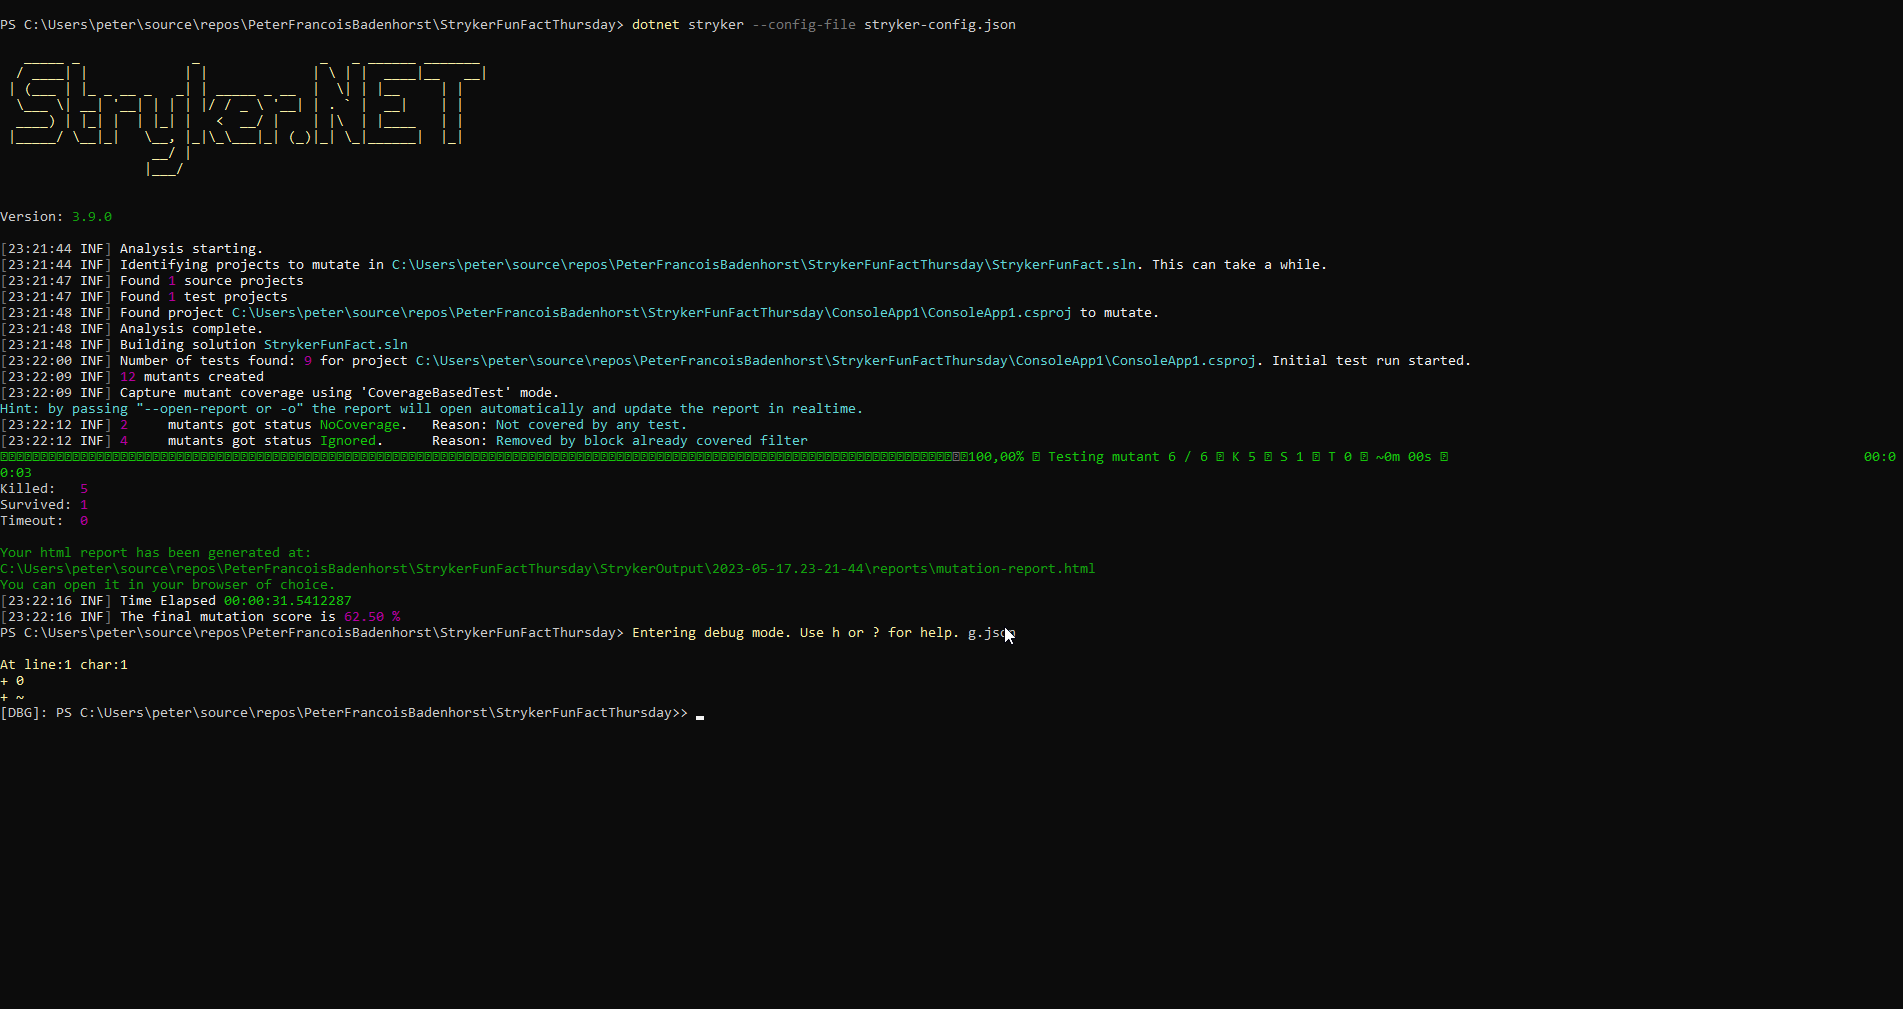 PS C:\Users\peter\source\repos\PeterFrancoisBadenhorst\StrykerFunFactThursday> dotnet stryker --config-file stryker-config.json
Stryker.NET
Version: 3.9.0
[23:21:44 INF] Analysis starting.
[23:21:44 INF] Identifying projects to mutate in C:\Users\peter\source\repos\PeterFrancoisBadenhorst\StrykerFunFactThursday\StrykerFunFact.sln. This can take a while.
[23:21:47 INF] Found 1 source projects
[23:21:47 INF] Found 1 test projects
[23:21:48 INF] Found project C:\Users\peter\source\repos\PeterFrancoisBadenhorst\StrykerFunFactThursday\ConsoleApp1\ConsoleApp1.csproj to mutate.
[23:21:48 INF] Analysis complete.
[23:21:48 INF] Building solution StrykerFunFact.sln
[23:22:00 INF] Number of tests found: 9 for project C:\Users\peter\source\repos\PeterFrancoisBadenhorst\StrykerFunFactThursday\ConsoleApp1\ConsoleApp1.csproj. Initial test run started.
[23:22:09 INF] 12 mutants created
[23:22:09 INF] Capture mutant coverage using 'CoverageBasedTest' mode.
Hint: by passing "--open-report or -o" the report will open automatically and update the report in realtime.
[23:22:12 INF] 2     mutants got status NoCoverage.   Reason: Not covered by any test.
[23:22:12 INF] 4     mutants got status Ignored.      Reason: Removed by block already covered filter
100,00% Testing mutant 6 / 6 K 5 S 1 T 0 ~0m 00s 00:0
0:03
Killed:   5
Survived: 1
Timeout:  0
Your html report has been generated at:
C:\Users\peter\source\repos\PeterFrancoisBadenhorst\StrykerFunFactThursday\StrykerOutput\2023-05-17.23-21-44\reports\mutation-report.html
You can open it in your browser of choice.
[23:22:16 INF] Time Elapsed 00:00:31.5412287
[23:22:16 INF] The final mutation score is 62.50 %
PS C:\Users\peter\source\repos\PeterFrancoisBadenhorst\StrykerFunFactThursday> Entering debug mode. Use h or ? for help. g.json
At line:1 char:1
+ 0
+ ~
[DBG]: PS C:\Users\peter\source\repos\PeterFrancoisBadenhorst\StrykerFunFactThursday>>